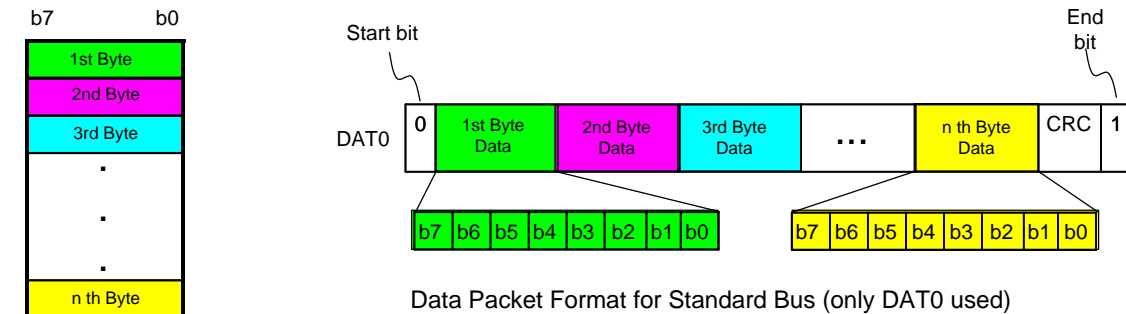 b7 b0
1st Byte
2nd Byte
3rd Byte
.
.
.
n th Byte
Start bit
End
bit
DAT0
0
1st Byte
Data
2nd Byte
Data
3rd Byte
Data
...
n th Byte
Data
CRC
1
b7 b6 b5 b4 b3 b2 b1 b0
b7 b6 b5 b4 b3 b2 b1 b0
Data Packet Format for Standard Bus (only DAT0 used)